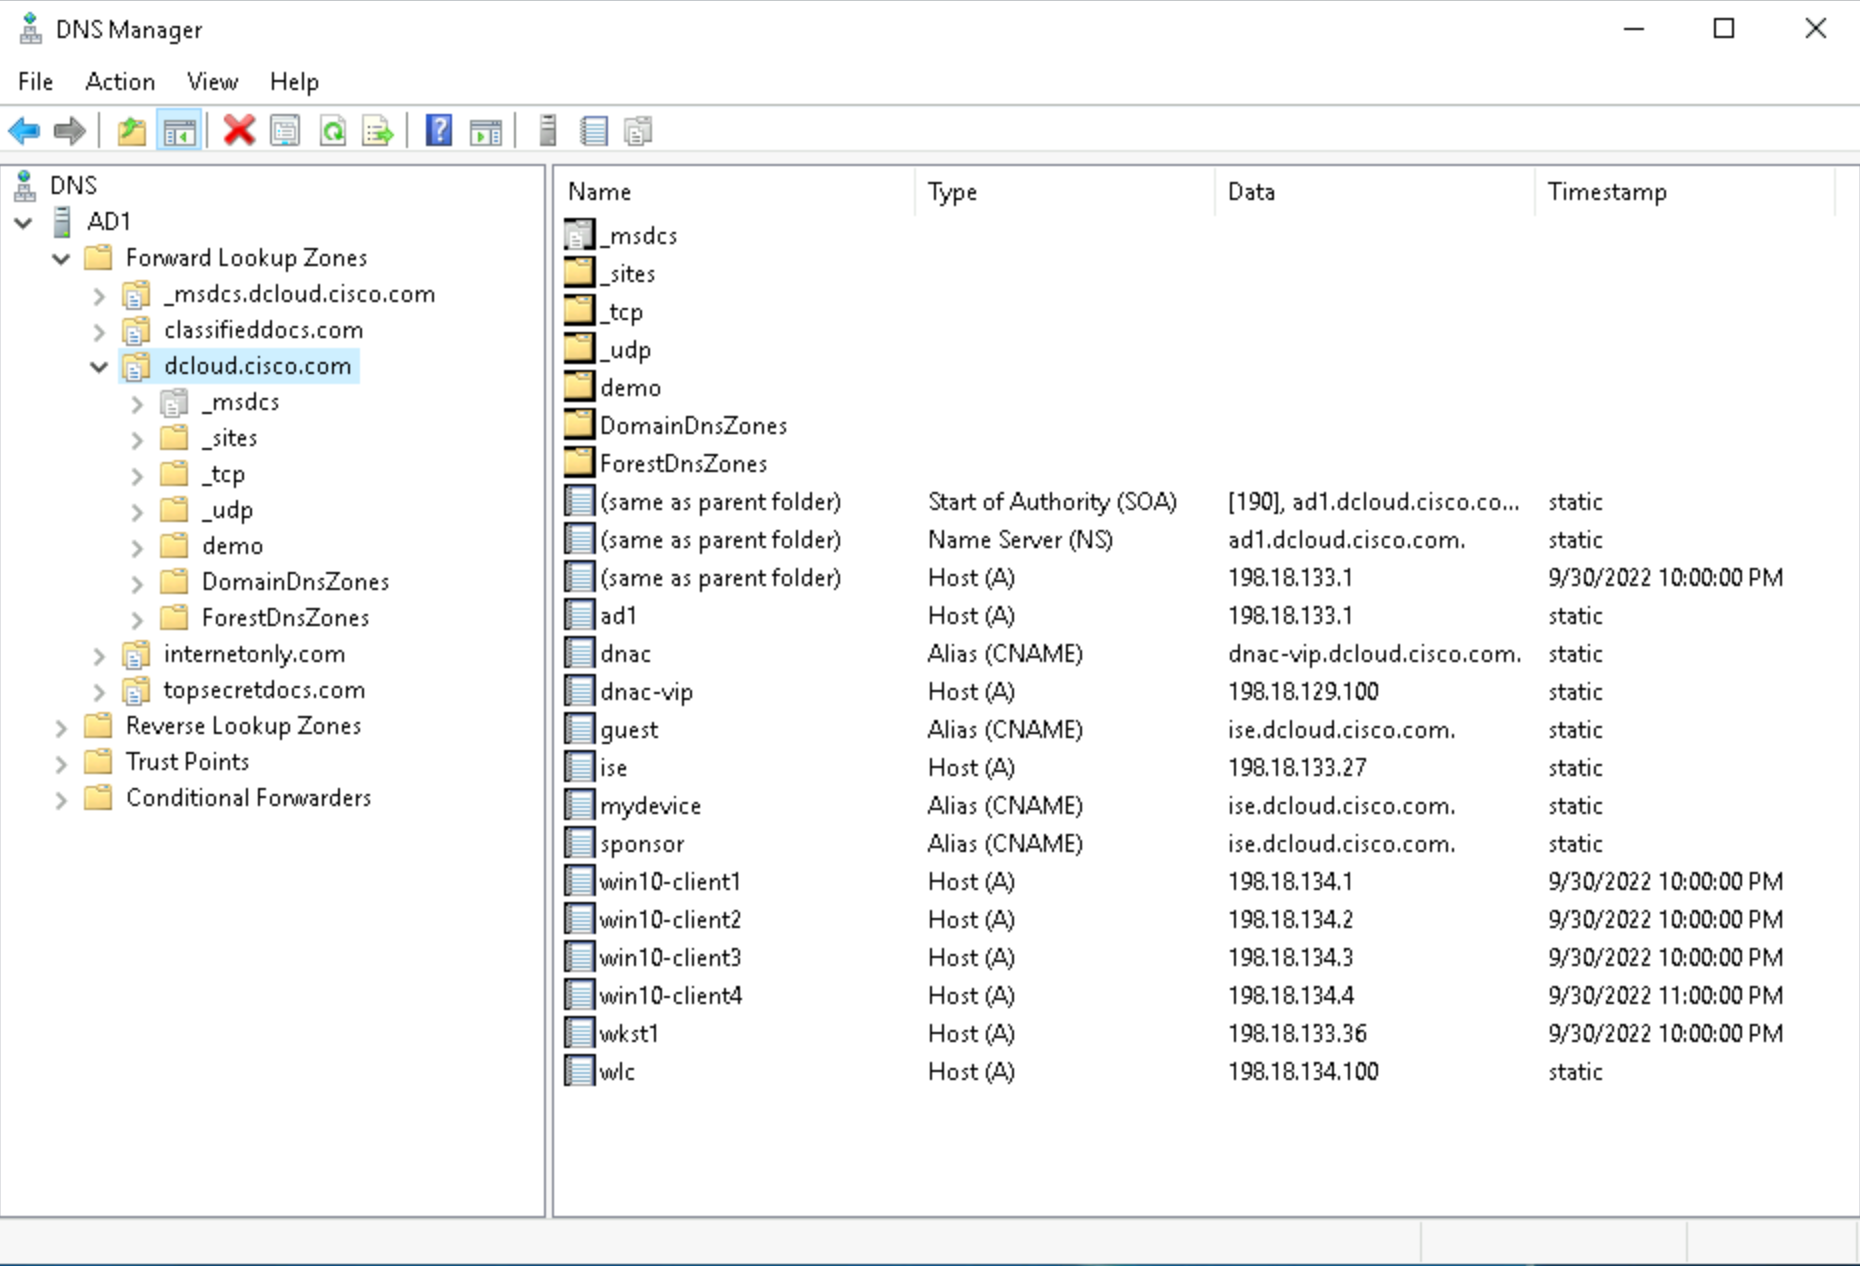 DNS Manager
File Action View Help
DNS
AD1
Forward Lookup Zones
_msdcs.dcloud.cisco.com
classifieddocs.com
dcloud.cisco.com
_msdcs
_sites
_tcp
_udp
demo
DomainDnsZones
ForestDnsZones
internetonly.com
topsecretdocs.com
Reverse Lookup Zones
Trust Points
Conditional Forwarders
Name Type Data Timestamp
_msdcs
_sites
_tcp
_udp
demo
DomainDnsZones
ForestDnsZones
(same as parent folder) Start of Authority (SOA) [190], ad1.dcloud.cisco.co... static
(same as parent folder) Name Server (NS) ad1.dcloud.cisco.com. static
(same as parent folder) Host (A) 198.18.133.1 9/30/2022 10:00:00 PM
ad1 Host (A) 198.18.133.1 static
dnac Alias (CNAME) dnac-vip.dcloud.cisco.com. static
dnac-vip Host (A) 198.18.129.100 static
guest Alias (CNAME) ise.dcloud.cisco.com. static
ise Host (A) 198.18.133.27 static
mydevice Alias (CNAME) ise.dcloud.cisco.com. static
sponsor Alias (CNAME) ise.dcloud.cisco.com. static
win10-client1 Host (A) 198.18.134.1 9/30/2022 10:00:00 PM
win10-client2 Host (A) 198.18.134.2 9/30/2022 10:00:00 PM
win10-client3 Host (A) 198.18.134.3 9/30/2022 10:00:00 PM
win10-client4 Host (A) 198.18.134.4 9/30/2022 11:00:00 PM
wkst1 Host (A) 198.18.133.36 9/30/2022 10:00:00 PM
wlc Host (A) 198.18.134.100 static